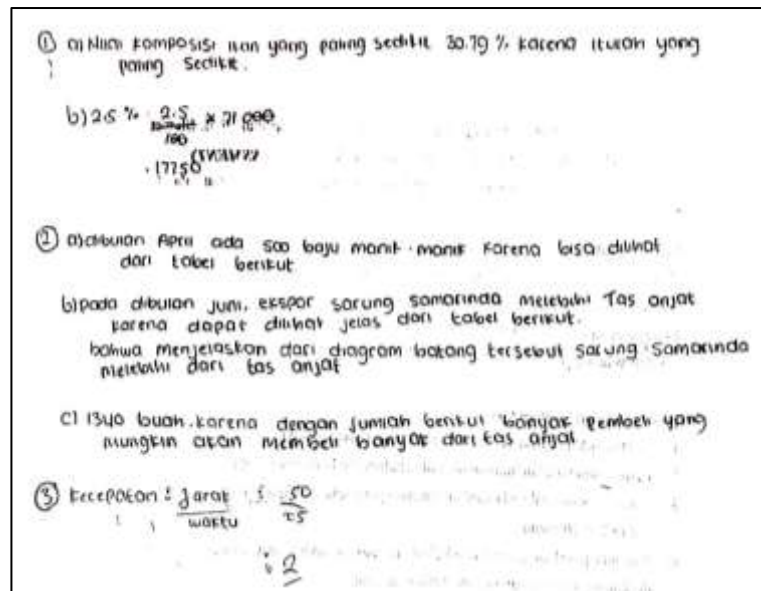 ① a) Nilai komposisi ikan yang paling sedikit 30.79 % karena ituran yang
paling sedikit.
b) 25 % 2.5 × 71 000
100
17750
② a) dibulan April ada 500 baju manik-manik karena bisa dilihat
dari tabel berikut
b) pada dibulan Juni, ekspor sarung samarinda melebihi Tas anjat
karena dapat dilihat jelas dari tabel berikut.
bahwa menjelaskan dari diagram batang tersebut sarung samarinda
melebihi dari tas anjat
c) 1340 buah. karena dengan jumlah berikut banyak pembeli yang
mungkin akan membeli banyak dari tas anjat
③ kecepatan : Jarak : 50
waktu 25
: 2